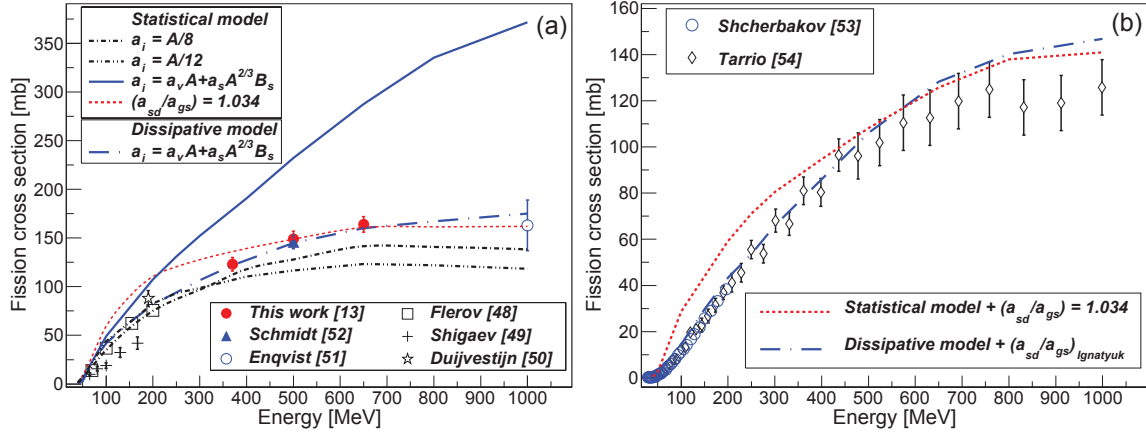 (a)
Statistical model
a_i = A/8
a_i = A/12
a_i = a_vA+a_sA^{2/3}B_s
(a_sd/a_gs) = 1.034
Dissipative model
a_i = a_vA+a_sA^{2/3}B_s
Fission cross section [mb]
350
300
250
200
150
100
50
0
This work [13]
Schmidt [52]
Enqvist [51]
Flerov [48]
Shigaev [49]
Duijvestijn [50]
100 200 300 400 500 600 700 800 900 1000
Energy [MeV]
(b)
Shcherbakov [53]
Tarrio [54]
Fission cross section [mb]
140
120
100
80
60
40
20
0
Statistical model + (a_sd/a_gs) = 1.034
Dissipative model + (a_sd/a_gs)_Ignatyuk
100 200 300 400 500 600 700 800 900 1000
Energy [MeV]